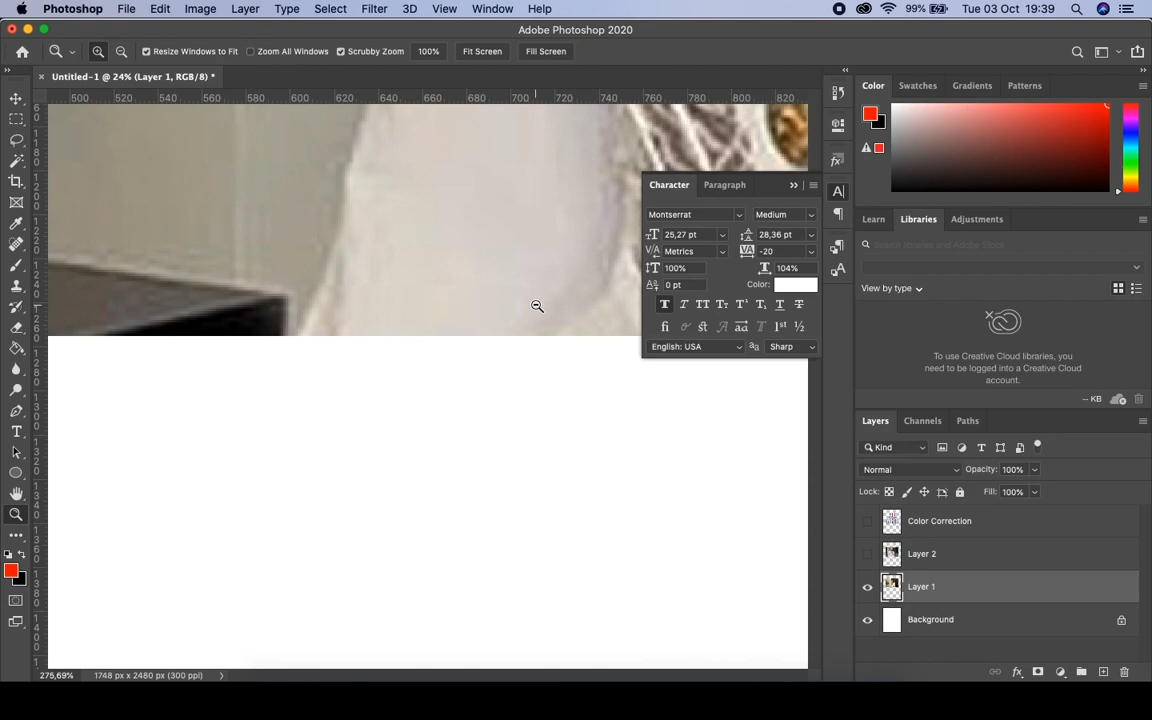 Photoshop File Edit Image Layer Type Select Filter 3D View Window Help 99% Tue 03 Oct 19:39
Adobe Photoshop 2020
Resize Windows to Fit Zoom All Windows Scrubby Zoom 100% Fit Screen Fill Screen
Untitled-1 @ 24% (Layer 1, RGB/8) *
500 520 540 560 580 600 620 640 660 680 700 720 740 760 780 800 820
Color Swatches Gradients Patterns
Character Paragraph
Montserrat Medium
25,27 pt 28,36 pt
Metrics -20
100% 104%
0 pt Color:
English: USA Sharp
Learn Libraries Adjustments
Search libraries and Adobe Stock
View by type
To use Creative Cloud libraries, you
need to be logged into a Creative Cloud
account.
-- KB
Layers Channels Paths
Kind
Normal Opacity: 100%
Lock: Fill: 100%
Color Correction
Layer 2
Layer 1
Background
275,69% 1748 px x 2480 px (300 ppi)